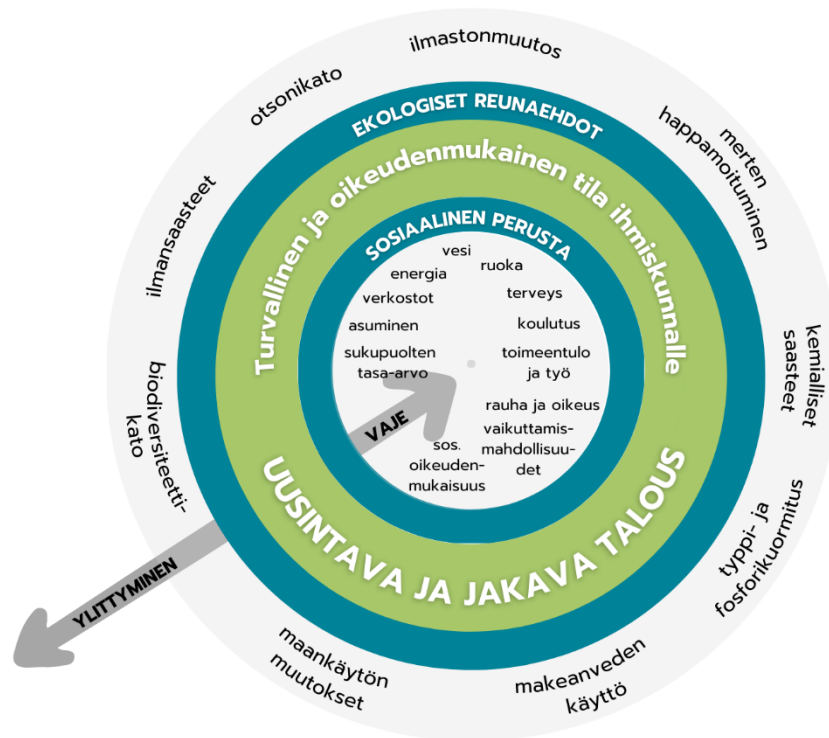 ilmastonmuutos
merten
happamoituminen
kemialliset
saasteet
typpi- ja
fosforikuormitus
makeanveden
käyttö
maankäytön
muutokset
biodiversiteetti-
kato
ilmansaasteet
otsonikato
EKOLOGISET REUNAEHDOT
Turvallinen ja oikeudenmukainen tila ihmiskunnalle
UUSINTAVA JA JAKAVA TALOUS
SOSIAALINEN PERUSTA
vesi
ruoka
terveys
koulutus
toimeentulo
ja työ
rauha ja oikeus
vaikuttamis-
mahdollisuu-
det
sos.
oikeuden-
mukaisuus
sukupuolten
tasa-arvo
asuminen
verkostot
energia
VAJE
YLITTYMINEN